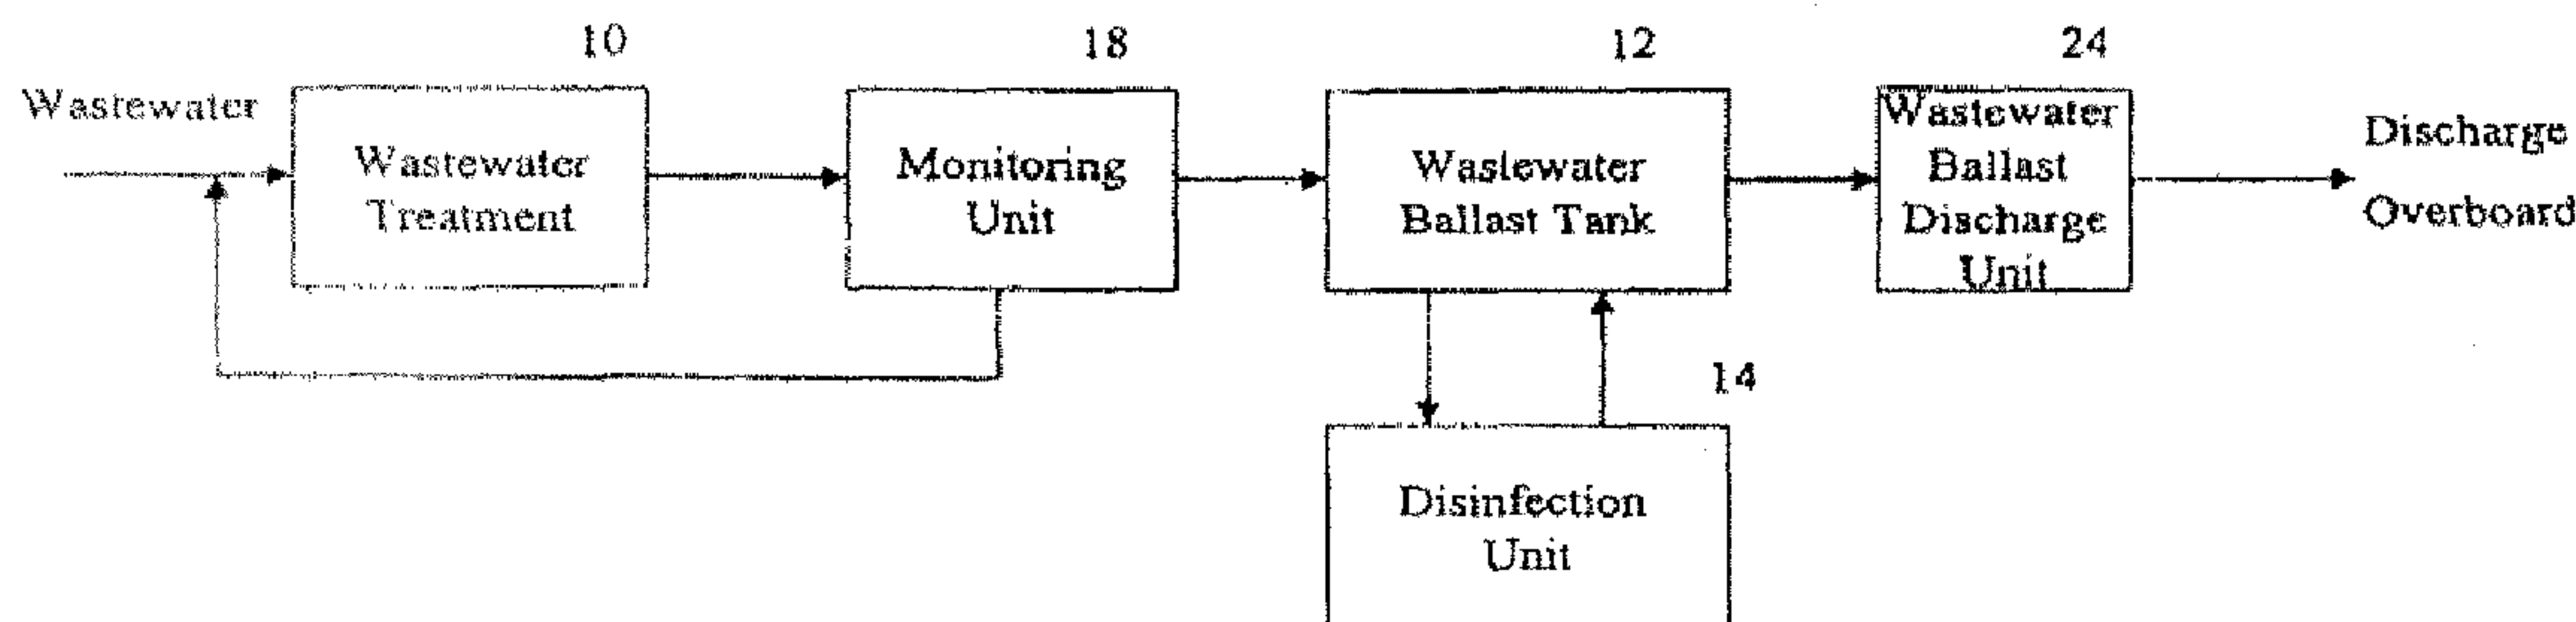 10
18
12
24
Wastewater
Wastewater
Treatment
Monitoring
Unit
Wastewater
Ballast Tank
Wastewater
Ballast
Discharge
Unit
Discharge
Overboard
14
Disinfection
Unit